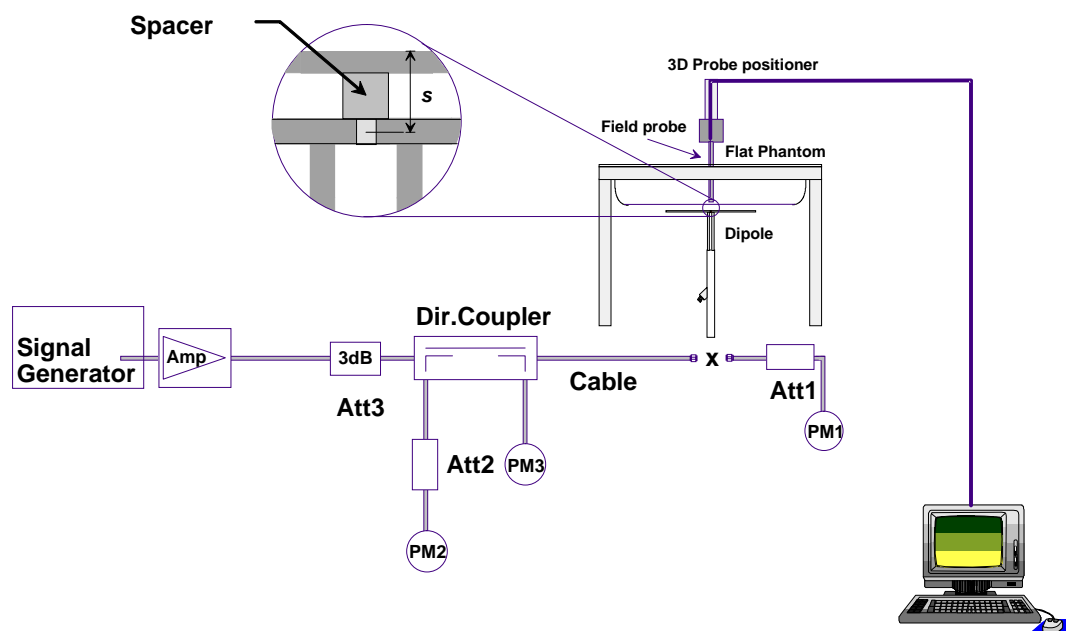 Spacer
s
3D Probe positioner
Field probe
Flat Phantom
Dipole
Dir.Coupler
Signal
Generator
Amp
3dB
Att3
Cable
x
Att1
PM1
Att2
PM3
PM2